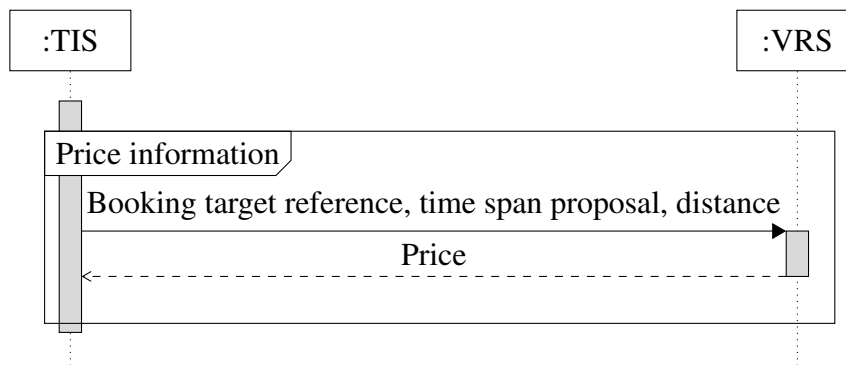 :TIS
:VRS
Price information
Booking target reference, time span proposal, distance
Price